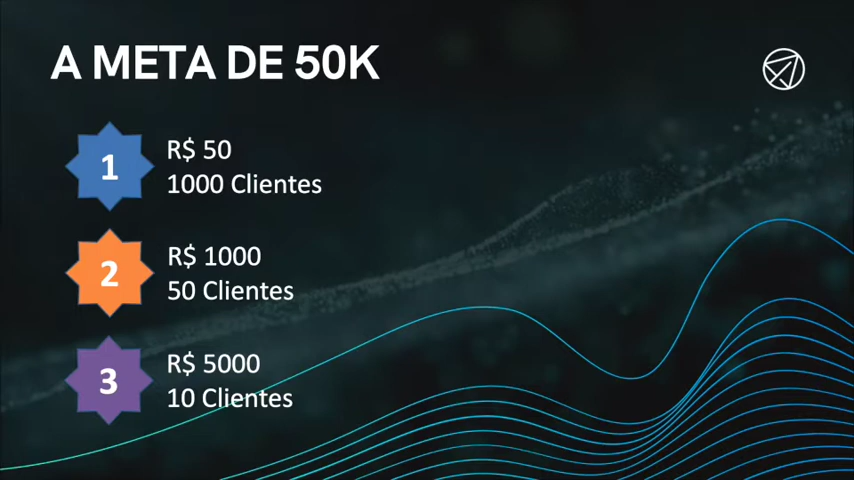 A META DE 50K
1
R$ 50
1000 Clientes
2
R$ 1000
50 Clientes
3
R$ 5000
10 Clientes